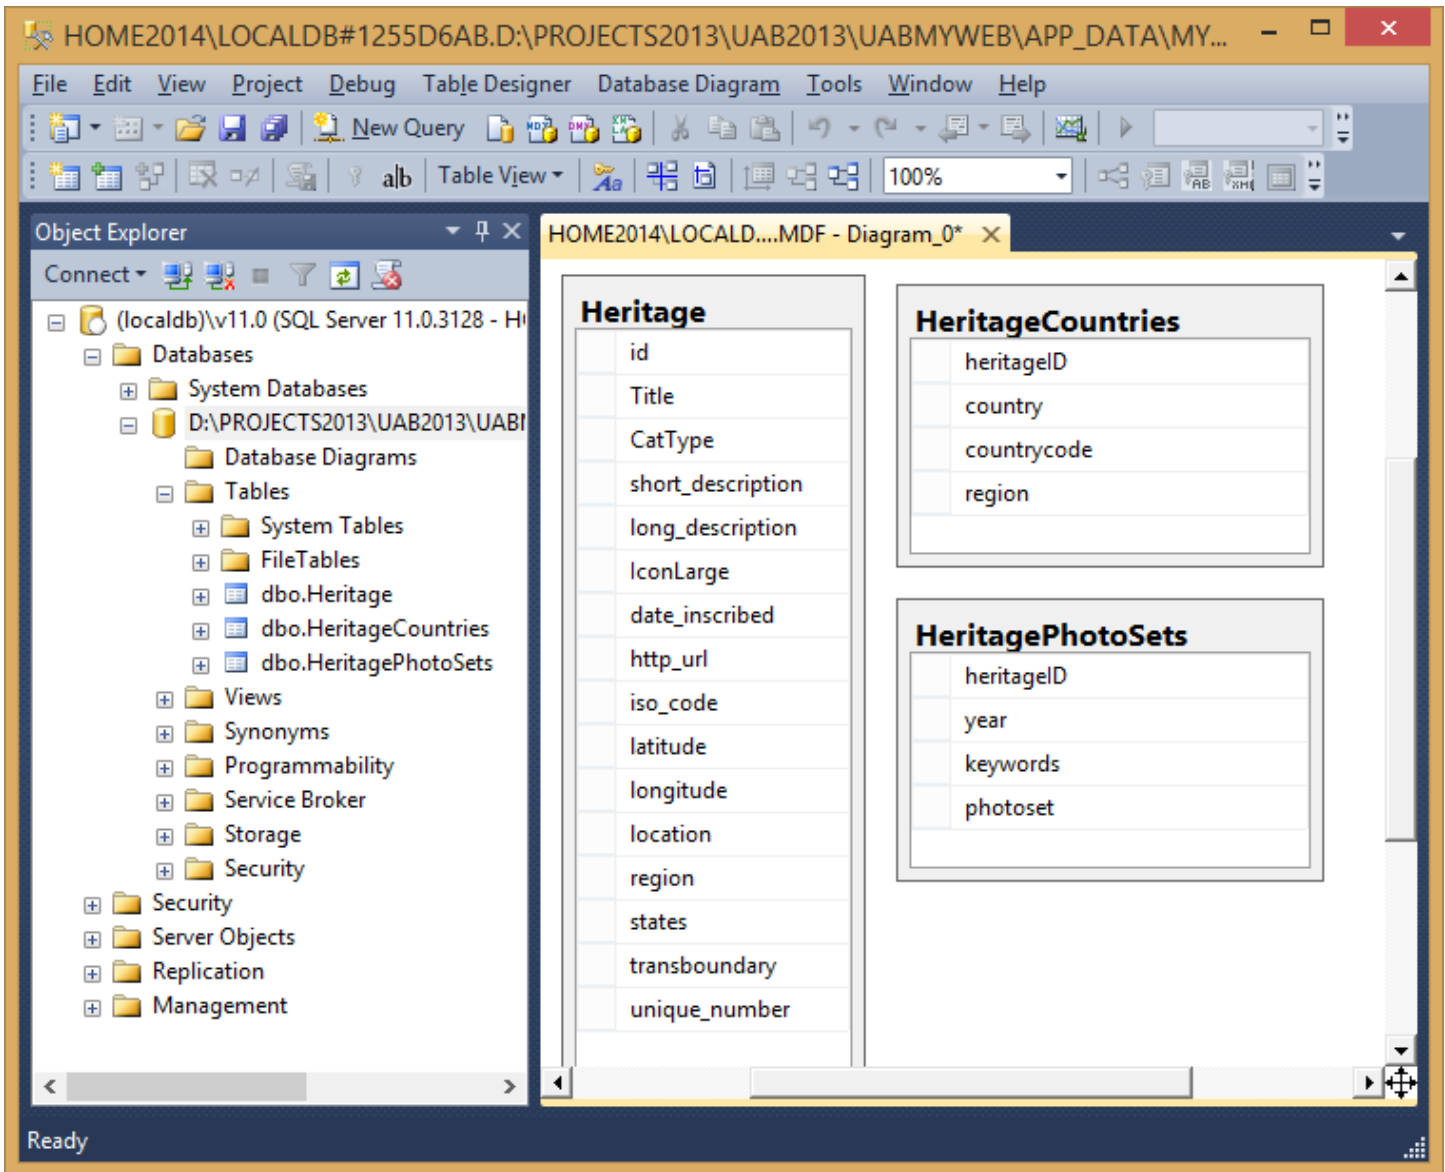 HOME2014\LOCALDB#1255D6AB.D:\PROJECTS2013\UAB2013\UABMYWEB\APP_DATA\MY...
File Edit View Project Debug Table Designer Database Diagram Tools Window Help
New Query
a|b Table View 100%
Object Explorer
Connect
(localdb)\v11.0 (SQL Server 11.0.3128 -
Databases
System Databases
D:\PROJECTS2013\UAB2013\
Database Diagrams
Tables
System Tables
FileTables
dbo.Heritage
dbo.HeritageCountries
dbo.HeritagePhotoSets
Views
Synonyms
Programmability
Service Broker
Storage
Security
Security
Server Objects
Replication
Management
HOME2014\LOCALD....MDF - Diagram_0*
Heritage
id
Title
CatType
short_description
long_description
IconLarge
date_inscribed
http_url
iso_code
latitude
longitude
location
region
states
transboundary
unique_number
HeritageCountries
heritageID
country
countrycode
region
HeritagePhotoSets
heritageID
year
keywords
photoset
Ready